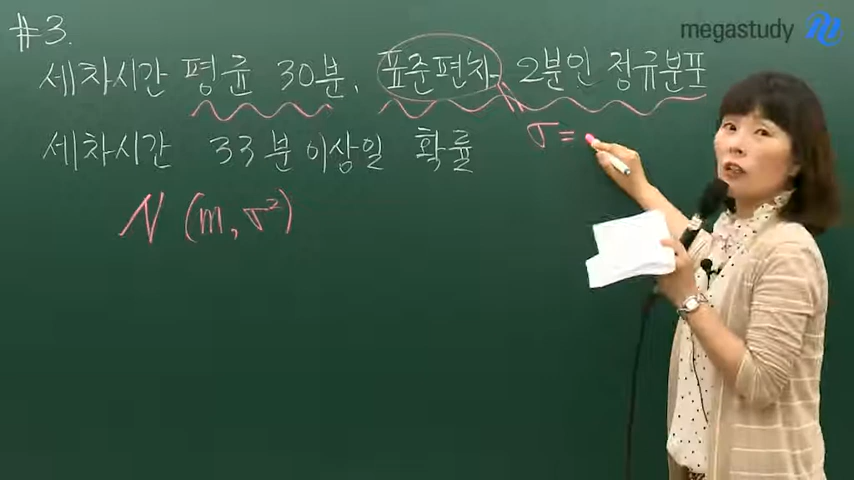 megastudy
#3.
세차시간 평균 30분, 표준편차 2분인 정규분포
σ=
세차시간 33분 이상일 확률
N (m, σ²)